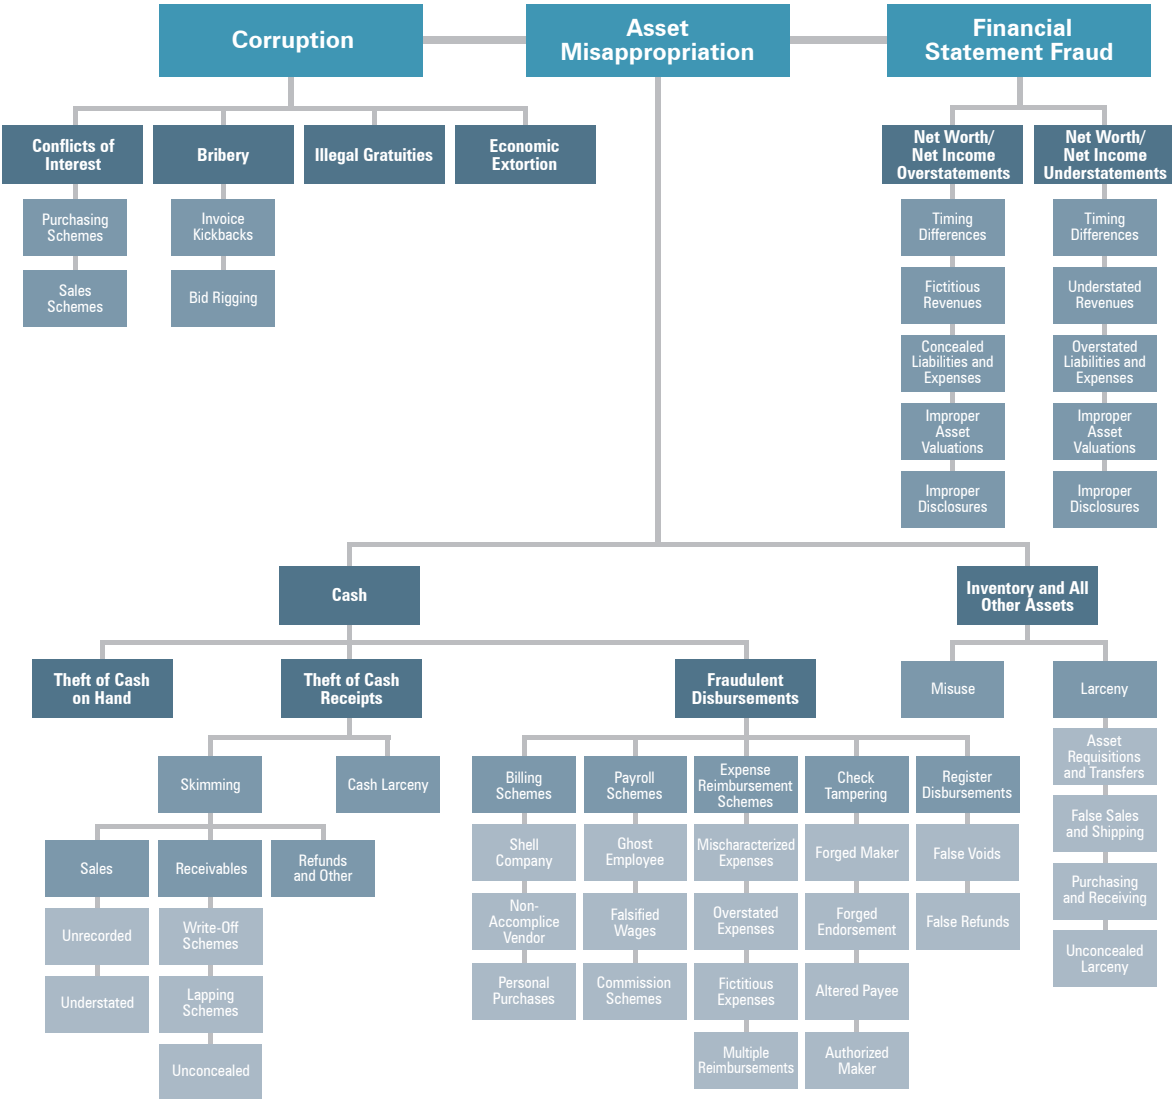 Corruption
Asset
Misappropriation
Financial
Statement Fraud
Conflicts of
Interest
Bribery
Illegal Gratuities
Economic
Extortion
Net Worth/
Net Income
Overstatements
Net Worth/
Net Income
Understatements
Purchasing
Schemes
Sales
Schemes
Invoice
Kickbacks
Bid Rigging
Timing
Differences
Fictitious
Revenues
Concealed
Liabilities and
Expenses
Improper
Asset
Valuations
Improper
Disclosures
Timing
Differences
Understated
Revenues
Overstated
Liabilities and
Expenses
Improper
Asset
Valuations
Improper
Disclosures
Cash
Inventory and All
Other Assets
Theft of Cash
on Hand
Theft of Cash
Receipts
Fraudulent
Disbursements
Misuse
Larceny
Asset
Requisitions
and Transfers
False Sales
and Shipping
Purchasing
and Receiving
Unconcealed
Larceny
Skimming
Cash Larceny
Sales
Unrecorded
Understated
Receivables
Write-Off
Schemes
Lapping
Schemes
Unconcealed
Refunds
and Other
Billing
Schemes
Shell
Company
Non-
Accomplice
Vendor
Personal
Purchases
Payroll
Schemes
Ghost
Employee
Falsified
Wages
Commission
Schemes
Expense
Reimbursement
Schemes
Mischaracterized
Expenses
Overstated
Expenses
Fictitious
Expenses
Multiple
Reimbursements
Check
Tampering
Forged Maker
Forged
Endorsement
Altered Payee
Authorized
Maker
Register
Disbursements
False Voids
False Refunds